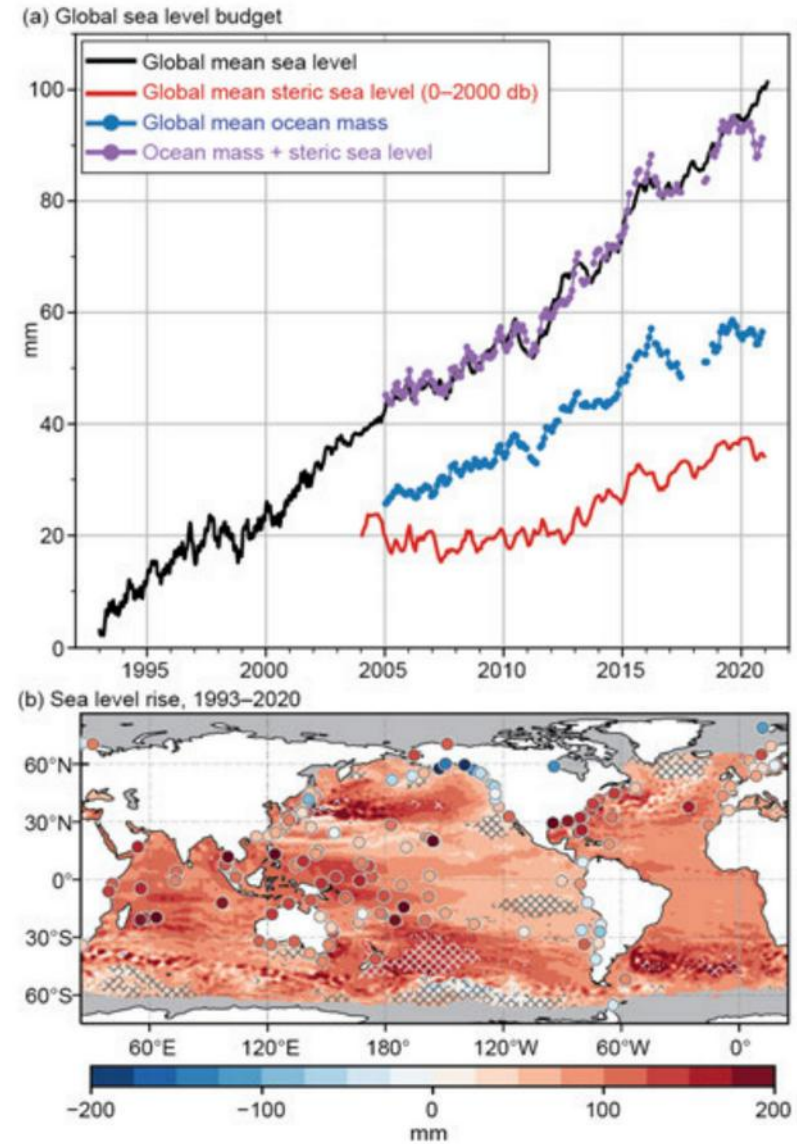 (a) Global sea level budget
Global mean sea level
Global mean steric sea level (0–2000 db)
Global mean ocean mass
Ocean mass + steric sea level
100
80
60
40
20
0
mm
1995 2000 2005 2010 2015 2020
(b) Sea level rise, 1993–2020
60°N
30°N
0°
30°S
60°S
60°E 120°E 180° 120°W 60°W 0°
−200 −100 0 100 200
mm